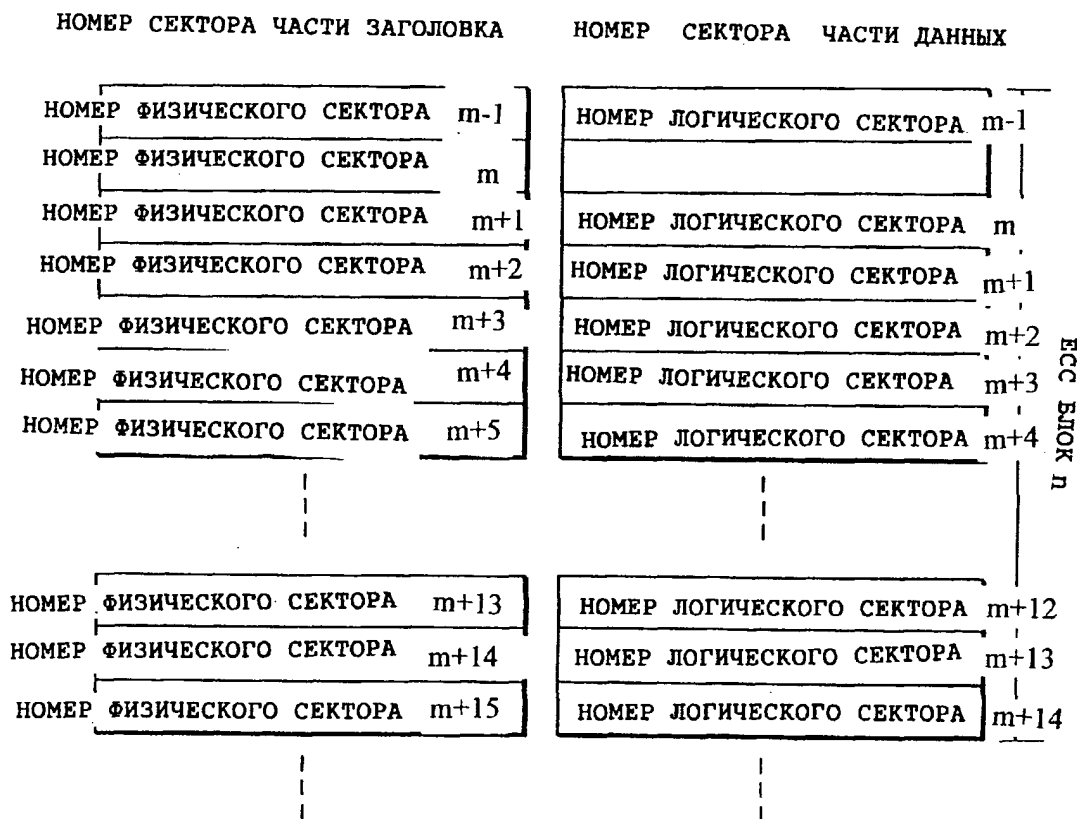 НОМЕР СЕКТОРА ЧАСТИ ЗАГОЛОВКА НОМЕР СЕКТОРА ЧАСТИ ДАННЫХ
НОМЕР ФИЗИЧЕСКОГО СЕКТОРА m-1 НОМЕР ЛОГИЧЕСКОГО СЕКТОРА m-1
НОМЕР ФИЗИЧЕСКОГО СЕКТОРА m
НОМЕР ФИЗИЧЕСКОГО СЕКТОРА m+1 НОМЕР ЛОГИЧЕСКОГО СЕКТОРА m
НОМЕР ФИЗИЧЕСКОГО СЕКТОРА m+2 НОМЕР ЛОГИЧЕСКОГО СЕКТОРА m+1
НОМЕР ФИЗИЧЕСКОГО СЕКТОРА m+3 НОМЕР ЛОГИЧЕСКОГО СЕКТОРА m+2
НОМЕР ФИЗИЧЕСКОГО СЕКТОРА m+4 НОМЕР ЛОГИЧЕСКОГО СЕКТОРА m+3
НОМЕР ФИЗИЧЕСКОГО СЕКТОРА m+5 НОМЕР ЛОГИЧЕСКОГО СЕКТОРА m+4
НОМЕР ФИЗИЧЕСКОГО СЕКТОРА m+13 НОМЕР ЛОГИЧЕСКОГО СЕКТОРА m+12
НОМЕР ФИЗИЧЕСКОГО СЕКТОРА m+14 НОМЕР ЛОГИЧЕСКОГО СЕКТОРА m+13
НОМЕР ФИЗИЧЕСКОГО СЕКТОРА m+15 НОМЕР ЛОГИЧЕСКОГО СЕКТОРА m+14
ECC БЛОК n